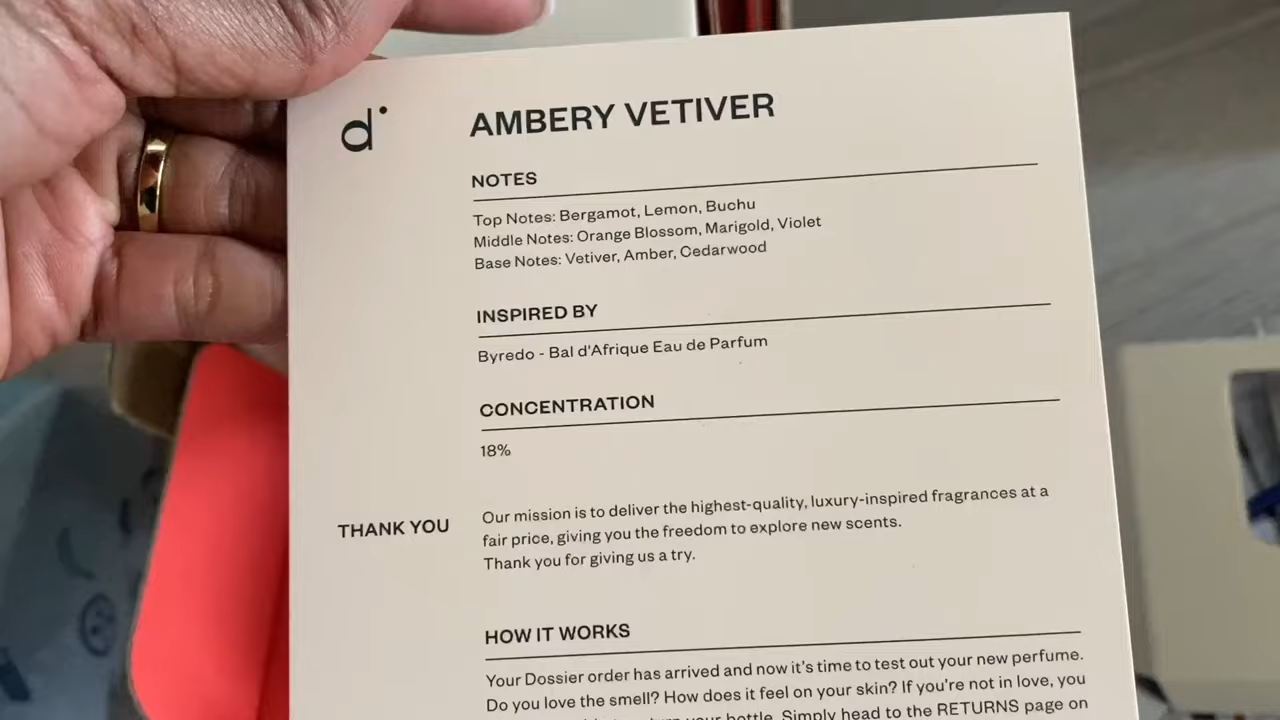 d·
AMBERY VETIVER
NOTES
Top Notes: Bergamot, Lemon, Buchu
Middle Notes: Orange Blossom, Marigold, Violet
Base Notes: Vetiver, Amber, Cedarwood
INSPIRED BY
Byredo - Bal d'Afrique Eau de Parfum
CONCENTRATION
18%
THANK YOU
Our mission is to deliver the highest-quality, luxury-inspired fragrances at a
fair price, giving you the freedom to explore new scents.
Thank you for giving us a try.
HOW IT WORKS
Your Dossier order has arrived and now it's time to test out your new perfume.
Do you love the smell? How does it feel on your skin? If you're not in love, you
your bottle. Simply head to the RETURNS page on